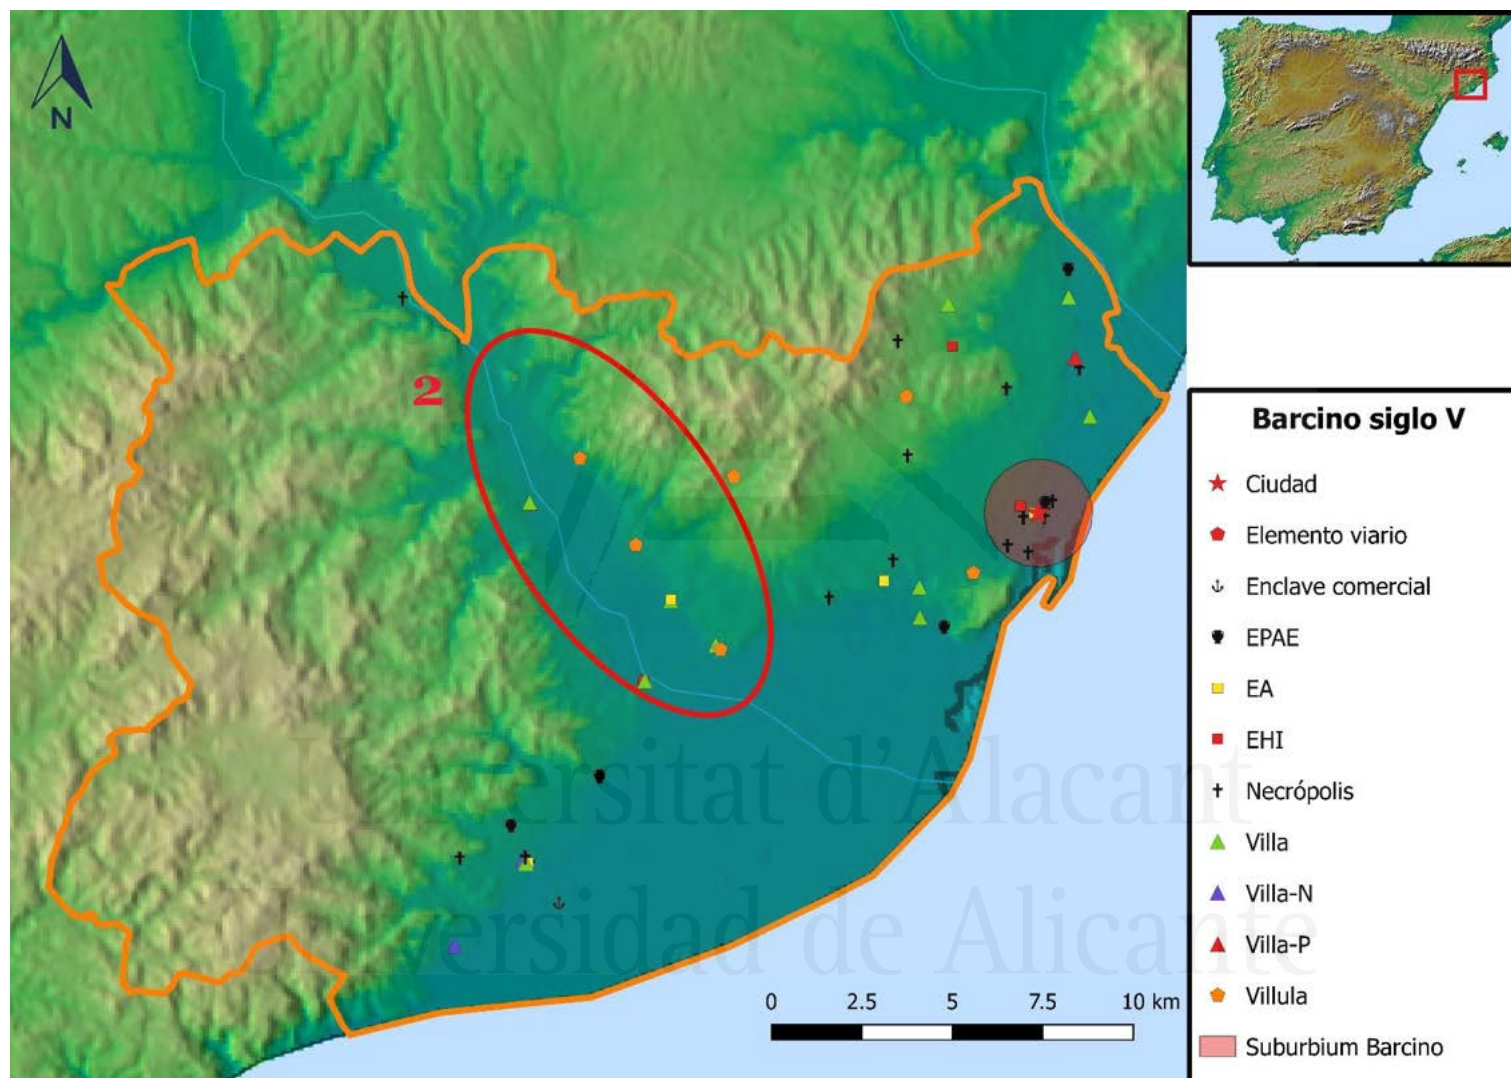 N
2
Barcino siglo V
Ciudad
Elemento viario
Enclave comercial
EPAE
EA
EHI
Necrópolis
Villa
Villa-N
Villa-P
Villula
Suburbium Barcino
0 2.5 5 7.5 10 km
Universitat d'Alacant
Universidad de Alicante